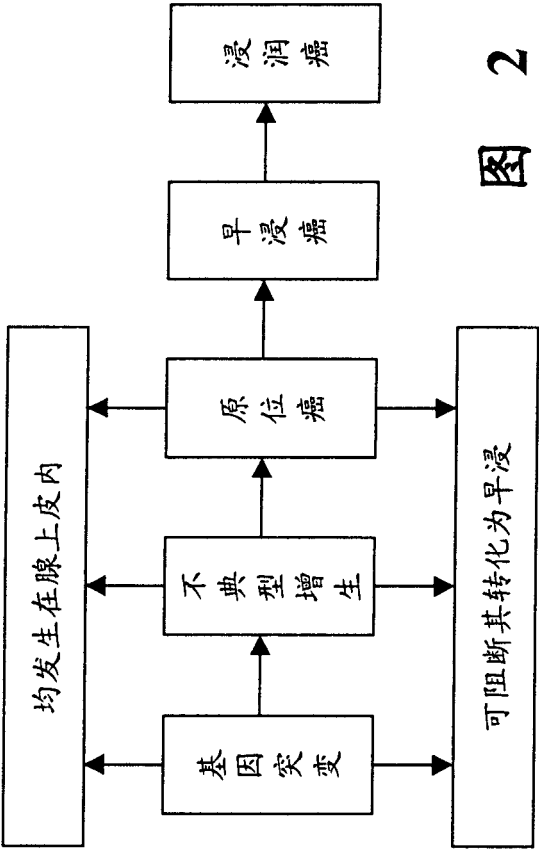 均发生在腺上皮内
基因突变
不典型增生
原位癌
早浸癌
浸润癌
可阻断其转化为早浸
图 2